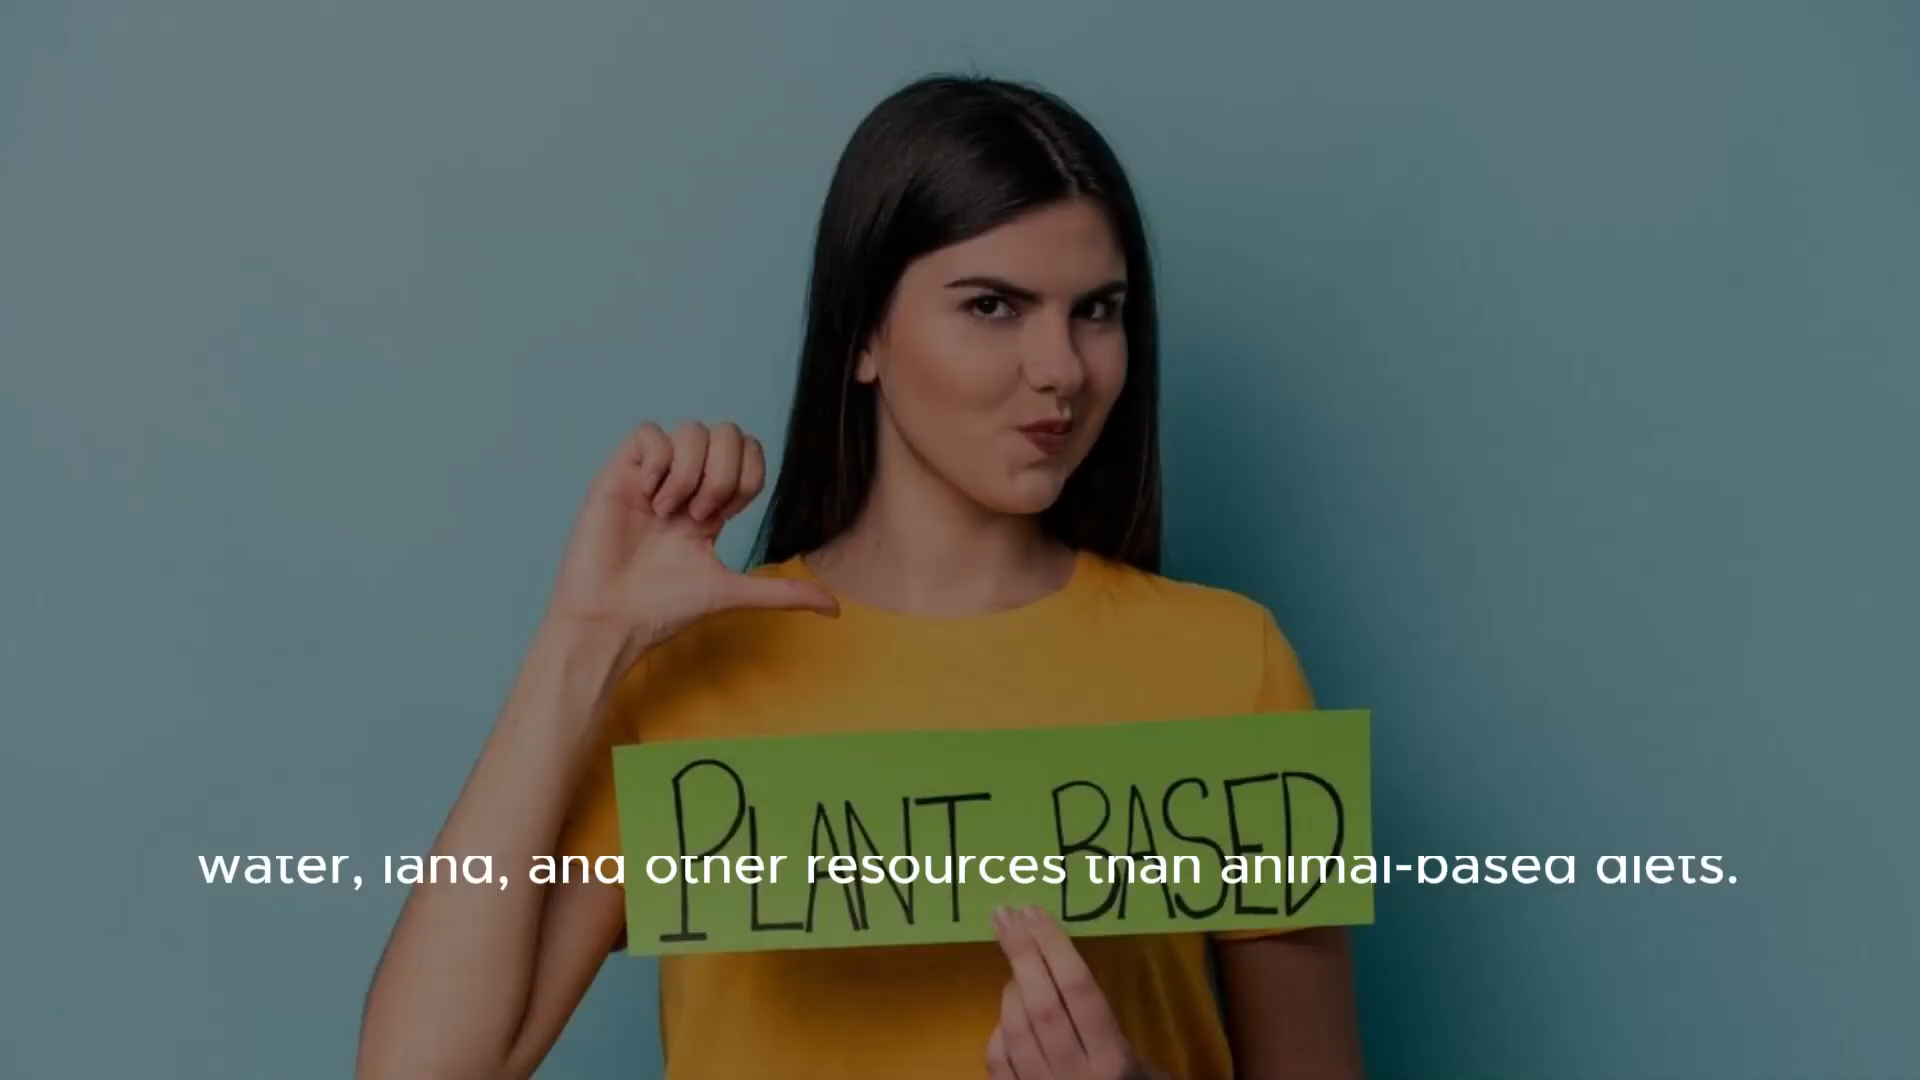 PLANT BASED
water, land, and other resources than animal-based diets.